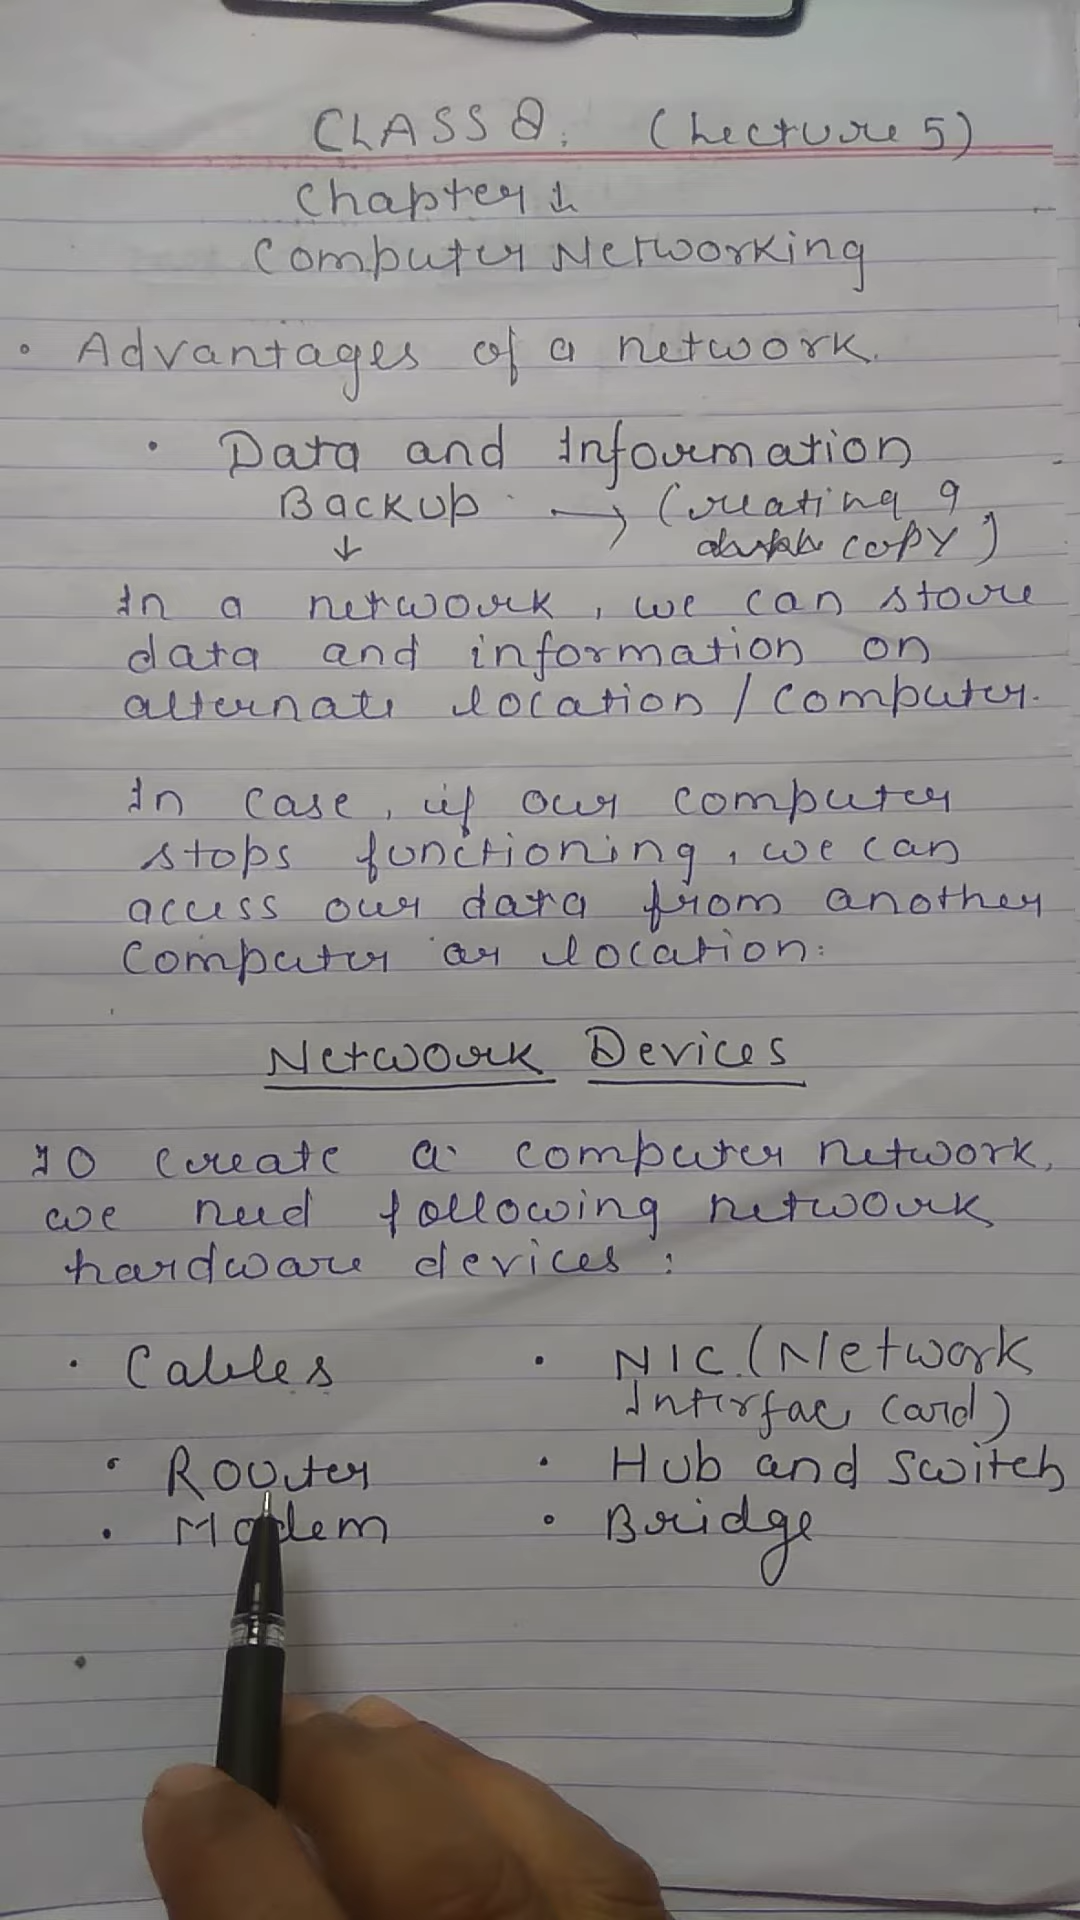 CLASS 8. (Lecture 5)
Chapter 1
Computer Networking
• Advantages of a network.
• Data and Information
Backup → (creating a
copy)
In a network, we can store
data and information on
alternate location / computer.
In case, if our computer
stops functioning, we can
access our data from another
computer or location.
Network Devices
To create a computer network,
we need following network
hardware devices :
• Cables
• NIC (Network
Interface Card)
• Router
• Hub and Switch
• Modem
• Bridge